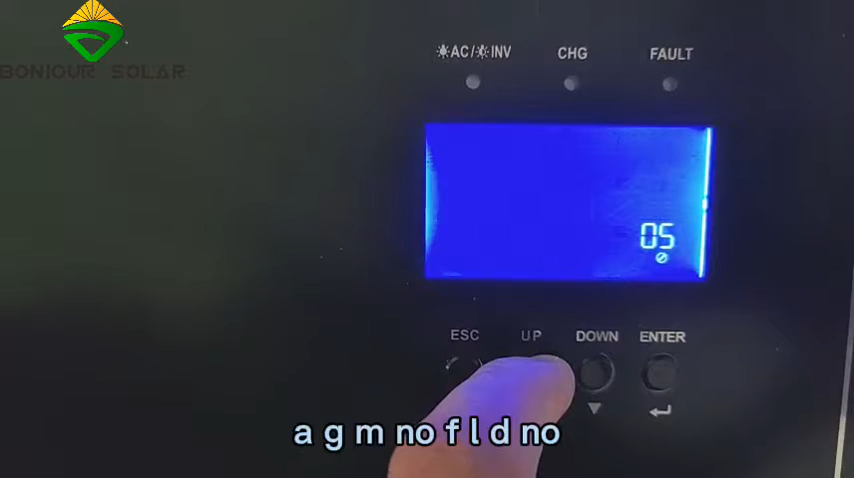 BONJOUR SOLAR
AC/ INV CHG FAULT
05
ESC UP DOWN ENTER
a g m no f l d no